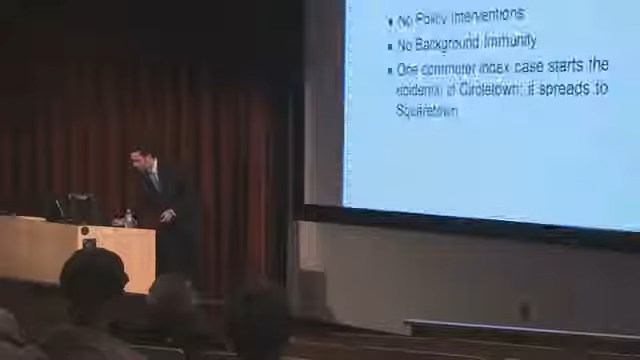 No Policy Interventions
No Background Immunity
One commuter index case starts the
epidemic in Circletown; it spreads to
Squaretown